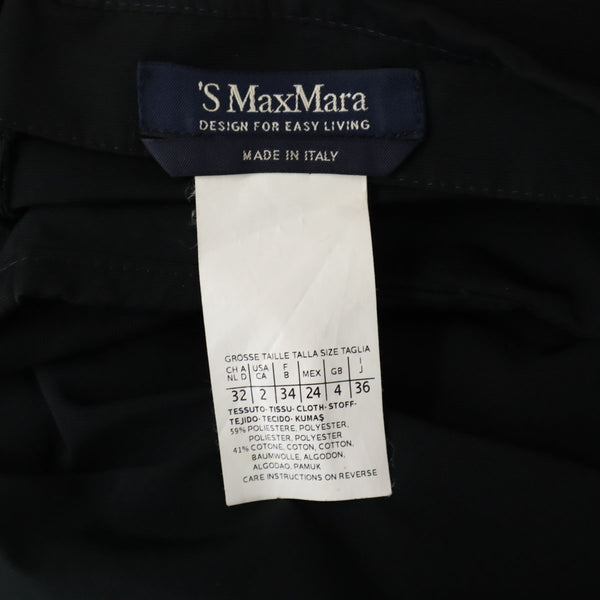 'S MaxMara
DESIGN FOR EASY LIVING
MADE IN ITALY
GROSSE TAILLE TALLA SIZE TAGLIA
CH A USA F MEX GB I
NL D CA B J
32 2 34 24 4 36
TESSUTO·TISSU·CLOTH·STOFF·
TEJIDO·TECIDO·KUMAŞ
59% POLIESTERE, POLYESTER,
POLIESTER, POLYESTER
41% COTONE, COTON, COTTON,
BAUMWOLLE, ALGODON,
ALGODAO, PAMUK
CARE INSTRUCTIONS ON REVERSE